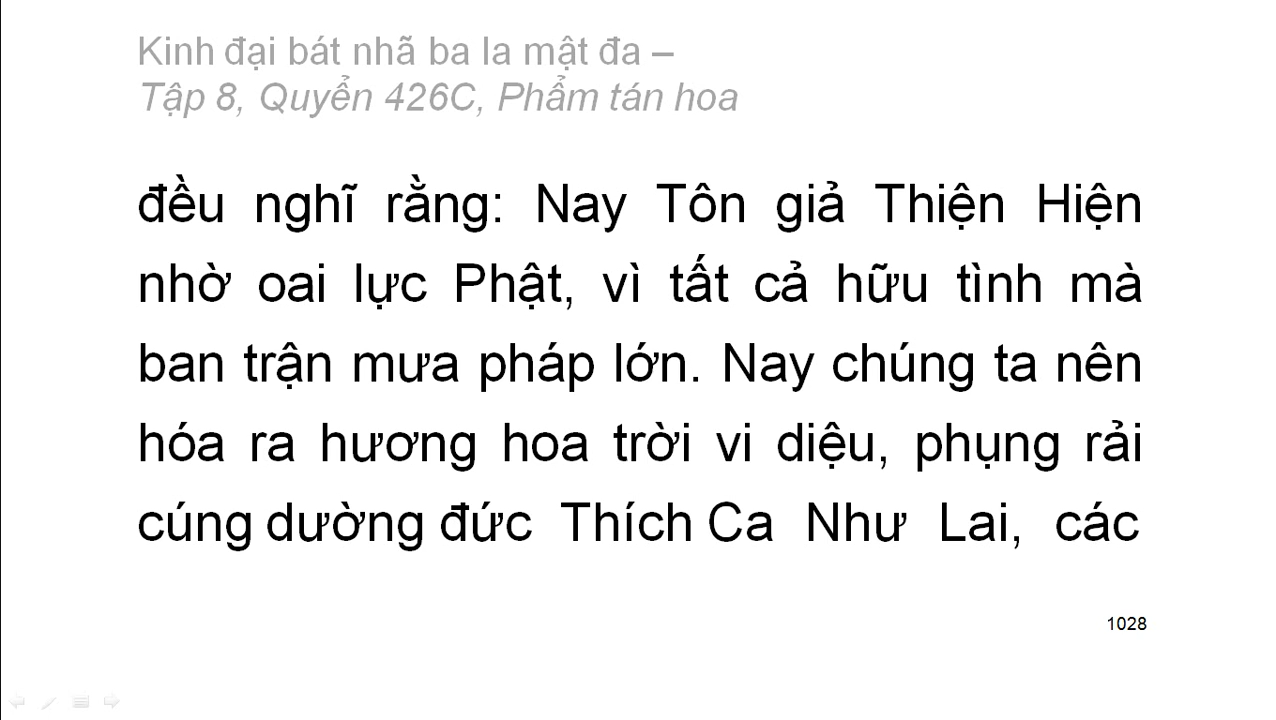 Kinh đại bát nhã ba la mật đa –
Tập 8, Quyển 426C, Phẩm tán hoa
đều nghĩ rằng: Nay Tôn giả Thiện Hiện
nhờ oai lực Phật, vì tất cả hữu tình mà
ban trận mưa pháp lớn. Nay chúng ta nên
hóa ra hương hoa trời vi diệu, phụng rải
cúng dường đức Thích Ca Như Lai, các
1028